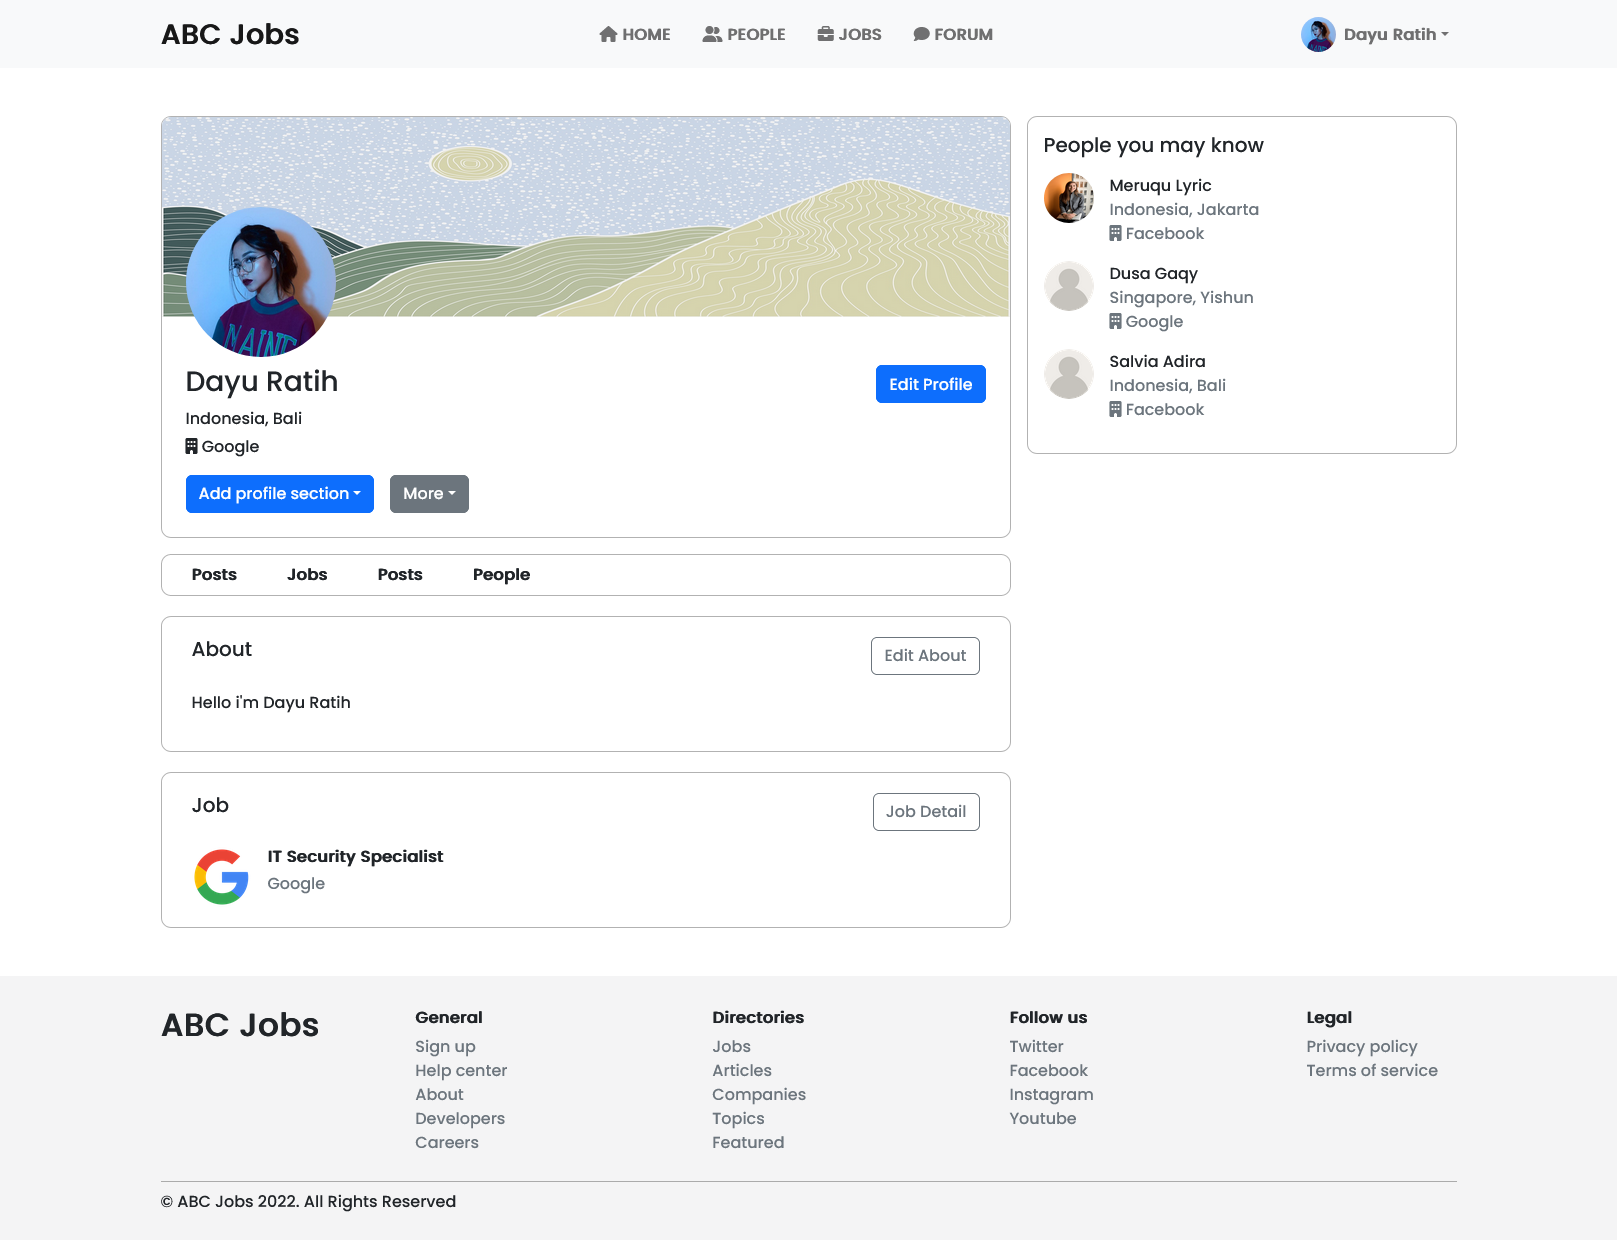 ABC Jobs
HOME
PEOPLE
JOBS
FORUM
Dayu Ratih
NAINE
Dayu Ratih
Edit Profile
Indonesia, Bali
Google
Add profile section
More
People you may know
Meruqu Lyric
Indonesia, Jakarta
Facebook
Dusa Gaqy
Singapore, Yishun
Google
Salvia Adira
Indonesia, Bali
Facebook
Posts
Jobs
Posts
People
About
Edit About
Hello i'm Dayu Ratih
Job
Job Detail
IT Security Specialist
Google
ABC Jobs
General
Sign up
Help center
About
Developers
Careers
Directories
Jobs
Articles
Companies
Topics
Featured
Follow us
Twitter
Facebook
Instagram
Youtube
Legal
Privacy policy
Terms of service
© ABC Jobs 2022. All Rights Reserved